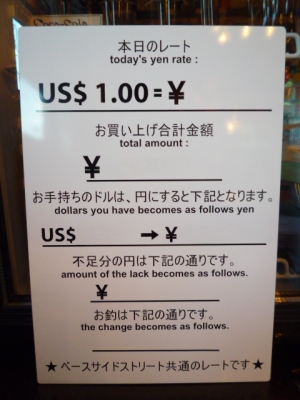 本日のレート
today's yen rate :
US$ 1.00 = ¥
お買い上げ合計金額
total amount :
¥
お手持ちのドルは、円にすると下記となります。
dollars you have becomes as follows yen
US$ → ¥
不足分の円は下記の通りです。
amount of the lack becomes as follows.
¥
お釣は下記の通りです。
the change becomes as follows.
★ベースサイドストリート共通のレートです★